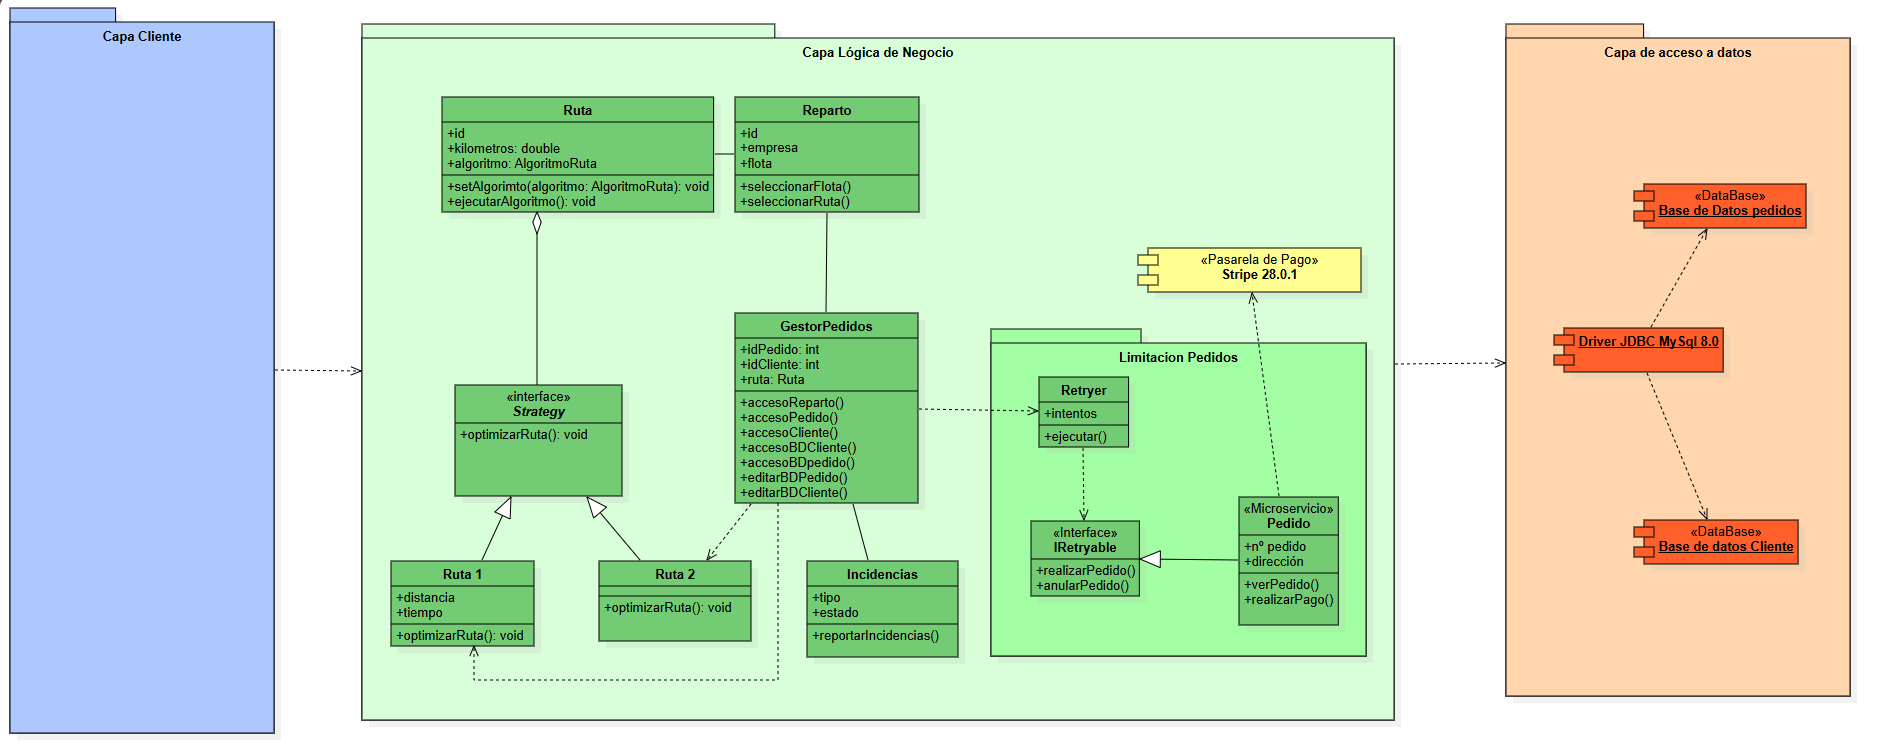 Capa Cliente
Capa Lógica de Negocio
Ruta
+id
+kilometros: double
+algoritmo: AlgoritmoRuta
+setAlgorimto(algoritmo: AlgoritmoRuta): void
+ejecutarAlgoritmo(): void
Reparto
+id
+empresa
+flota
+seleccionarFlota()
+seleccionarRuta()
«Pasarela de Pago»
Stripe 28.0.1
GestorPedidos
+idPedido: int
+idCliente: int
+ruta: Ruta
+accesoReparto()
+accesoPedido()
+accesoCliente()
+accesoBDCliente()
+accesoBDpedido()
+editarBDPedido()
+editarBDCliente()
«interface»
Strategy
+optimizarRuta(): void
Ruta 1
+distancia
+tiempo
+optimizarRuta(): void
Ruta 2
+optimizarRuta(): void
Incidencias
+tipo
+estado
+reportarIncidencias()
Limitacion Pedidos
Retryer
+intentos
+ejecutar()
«Interface»
IRetryable
+realizarPedido()
+anularPedido()
«Microservicio»
Pedido
+nº pedido
+dirección
+verPedido()
+realizarPago()
Capa de acceso a datos
«DataBase»
Base de Datos pedidos
Driver JDBC MySql 8.0
«DataBase»
Base de datos Cliente